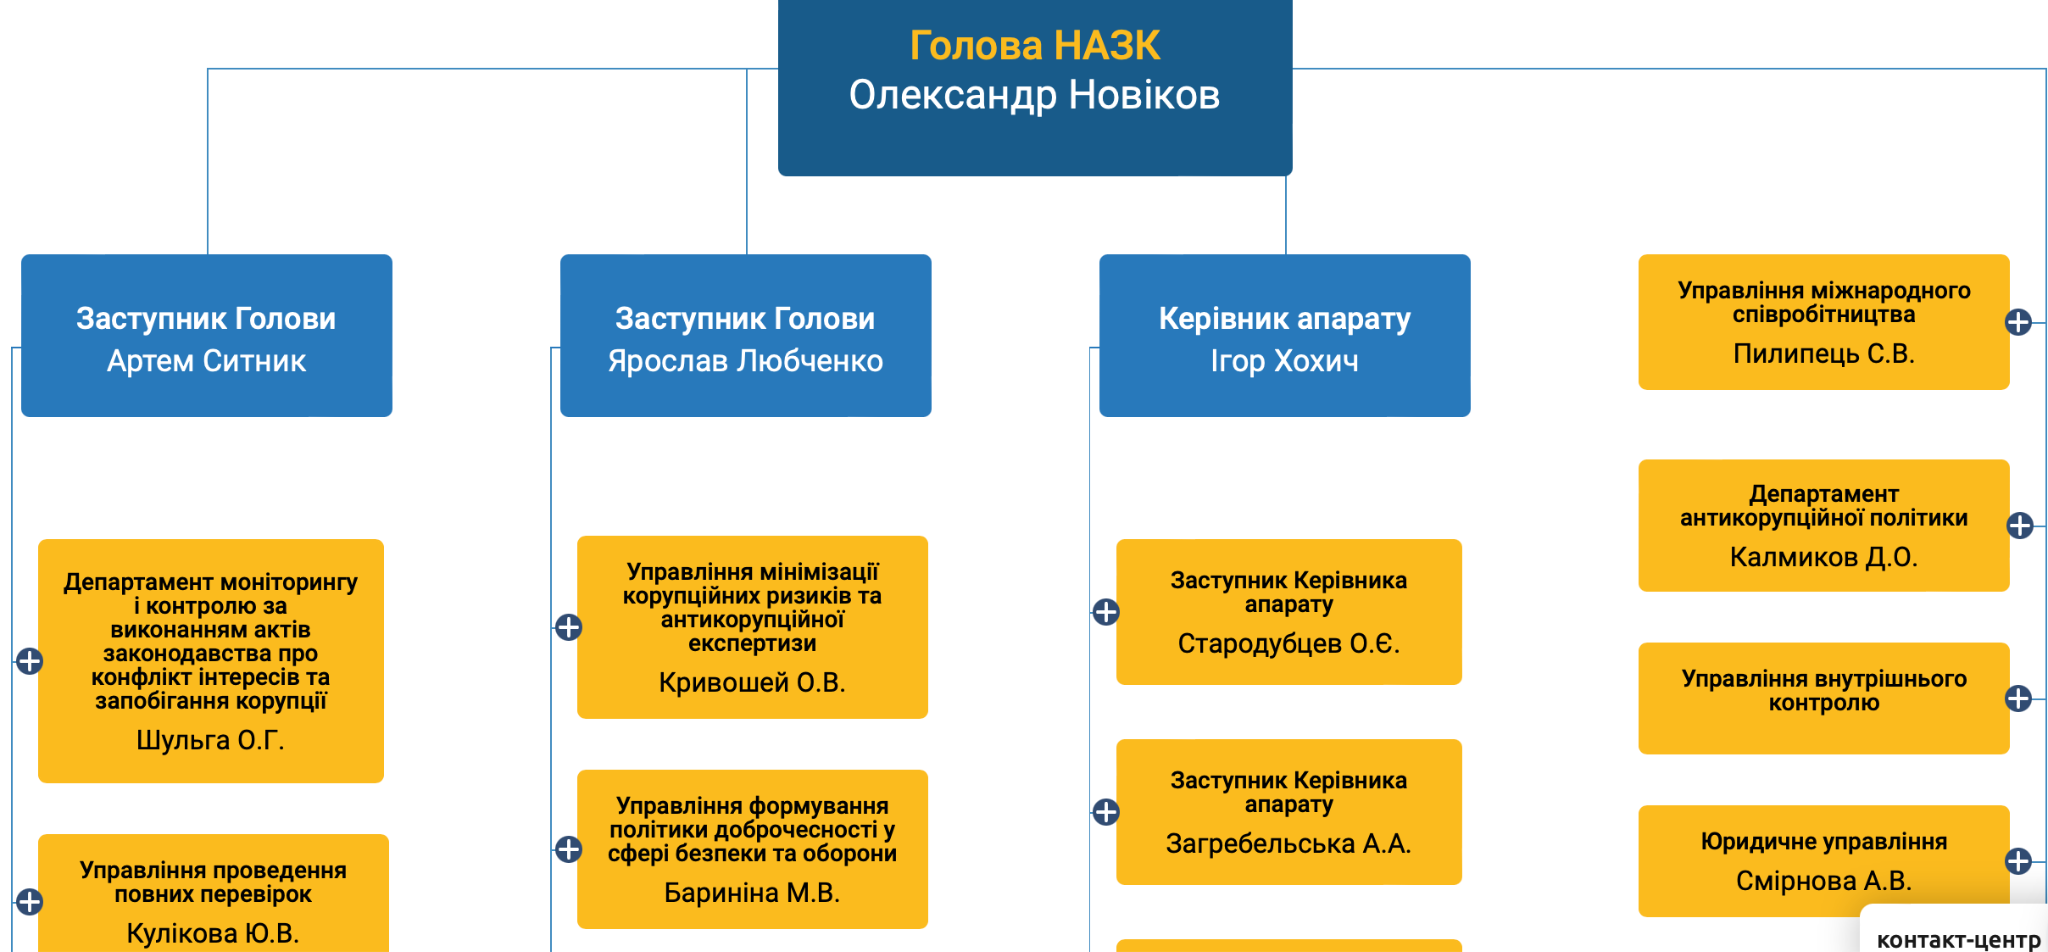 Голова НАЗК
Олександр Новіков
Заступник Голови
Артем Ситник
Заступник Голови
Ярослав Любченко
Керівник апарату
Ігор Хохич
Управління міжнародного
співробітництва
Пилипець С.В.
Департамент
антикорупційної політики
Калмиков Д.О.
Управління внутрішнього
контролю
Юридичне управління
Смірнова А.В.
Департамент моніторингу
і контролю за
виконанням актів
законодавства про
конфлікт інтересів та
запобігання корупції
Шульга О.Г.
Управління проведення
повних перевірок
Кулікова Ю.В.
Управління мінімізації
корупційних ризиків та
антикорупційної
експертизи
Кривошей О.В.
Управління формування
політики доброчесності у
сфері безпеки та оборони
Бариніна М.В.
Заступник Керівника
апарату
Стародубцев О.Є.
Заступник Керівника
апарату
Загребельська А.А.
контакт-центр